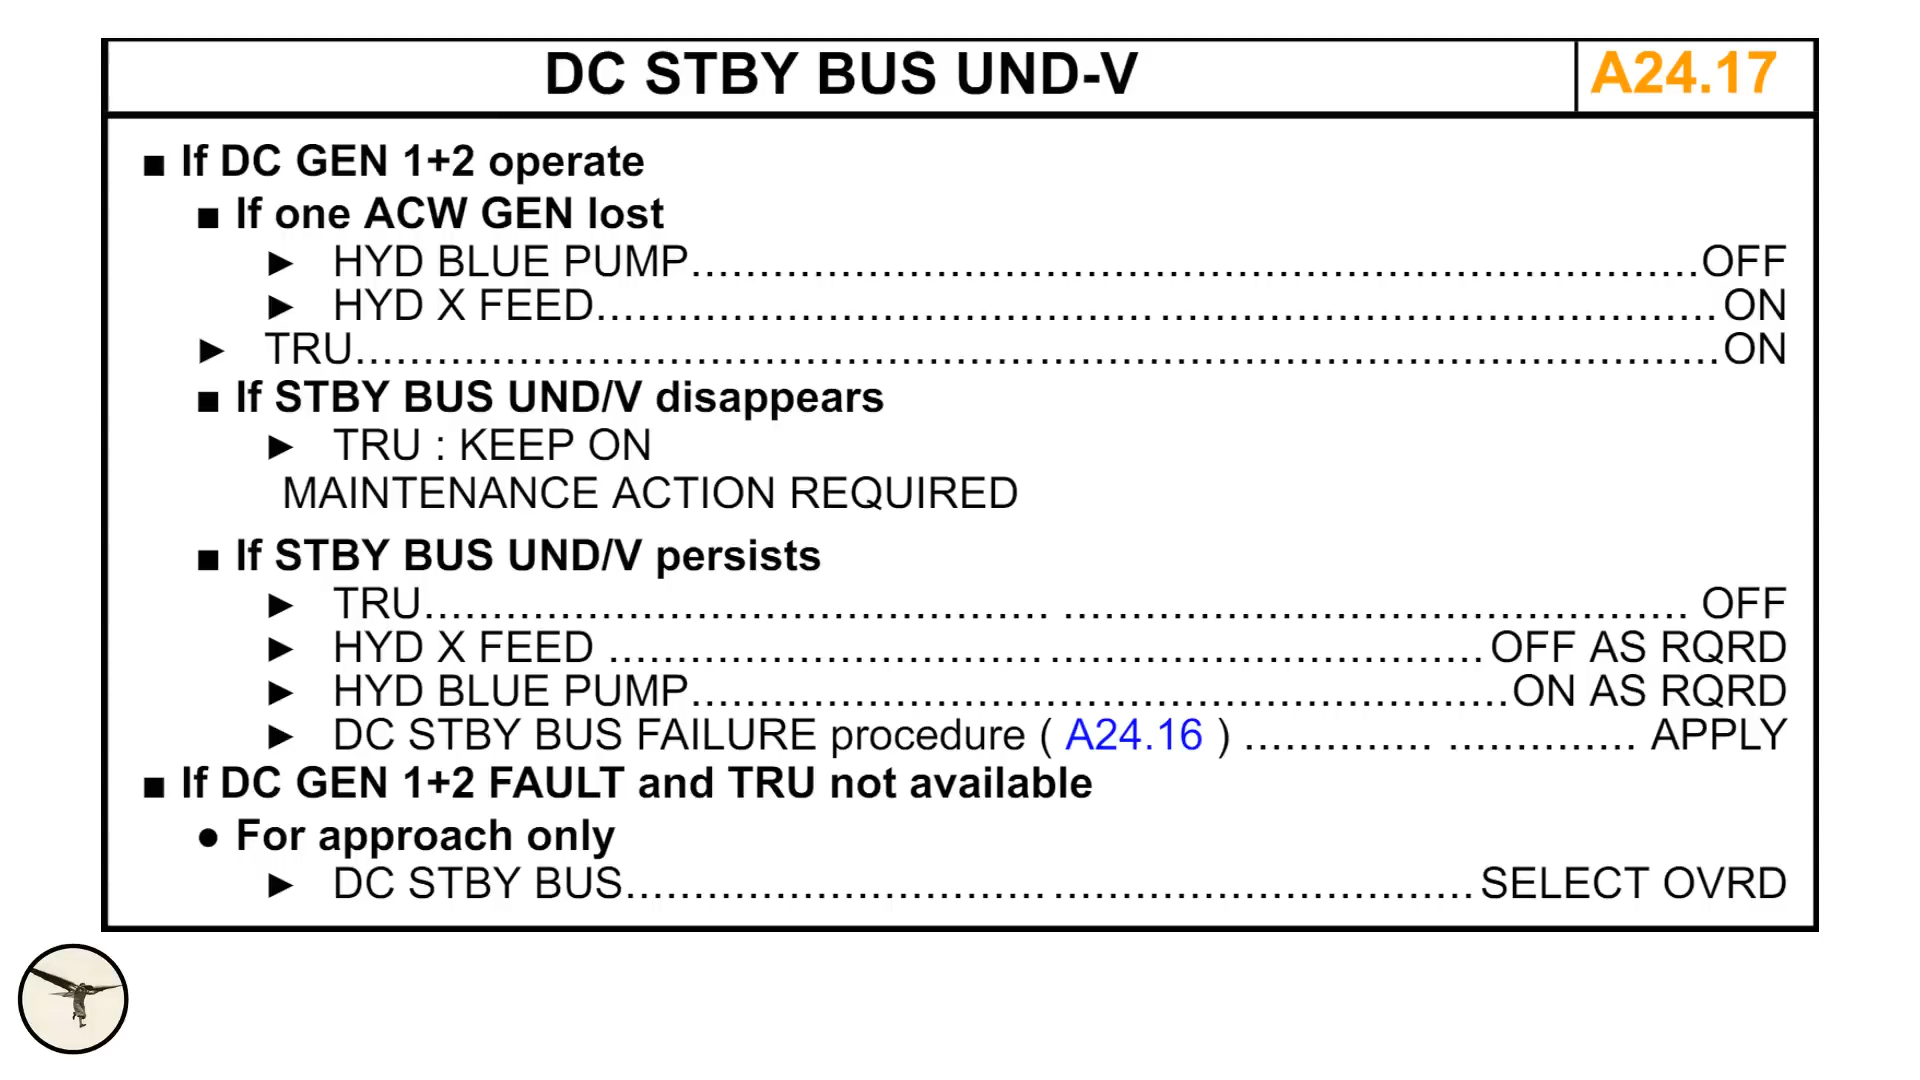 DC STBY BUS UND-V A24.17
■ If DC GEN 1+2 operate
■ If one ACW GEN lost
► HYD BLUE PUMP........................................................................OFF
► HYD X FEED........................................................................ON
► TRU........................................................................ON
■ If STBY BUS UND/V disappears
► TRU : KEEP ON
MAINTENANCE ACTION REQUIRED
■ If STBY BUS UND/V persists
► TRU........................................................................ OFF
► HYD X FEED ................................................................OFF AS RQRD
► HYD BLUE PUMP............................................................ON AS RQRD
► DC STBY BUS FAILURE procedure ( A24.16 ) ............................ APPLY
■ If DC GEN 1+2 FAULT and TRU not available
● For approach only
► DC STBY BUS..............................................................SELECT OVRD